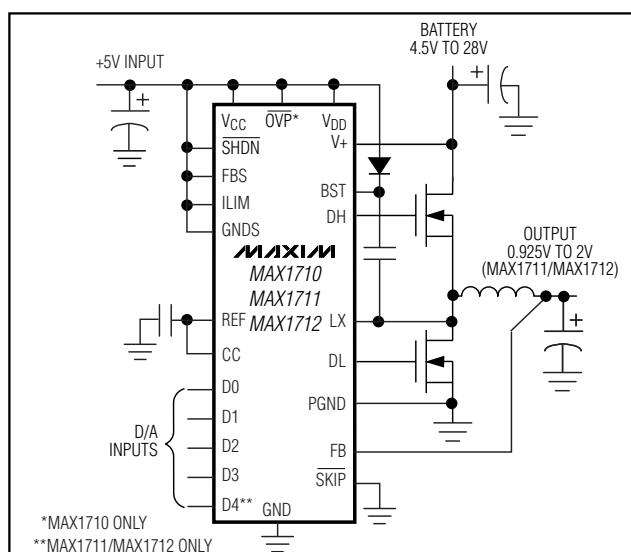 BATTERY
4.5V TO 28V
+5V INPUT
+
+
VCC
OVP*
VDD
V+
SHDN
FBS
ILIM
GNDS
BST
DH
MAXIM
MAX1710
MAX1711
MAX1712
OUTPUT
0.925V TO 2V
(MAX1711/MAX1712)
+
REF
CC
LX
DL
PGND
D0
D1
D2
D3
D4**
D/A
INPUTS
FB
SKIP
GND
*MAX1710 ONLY
**MAX1711/MAX1712 ONLY